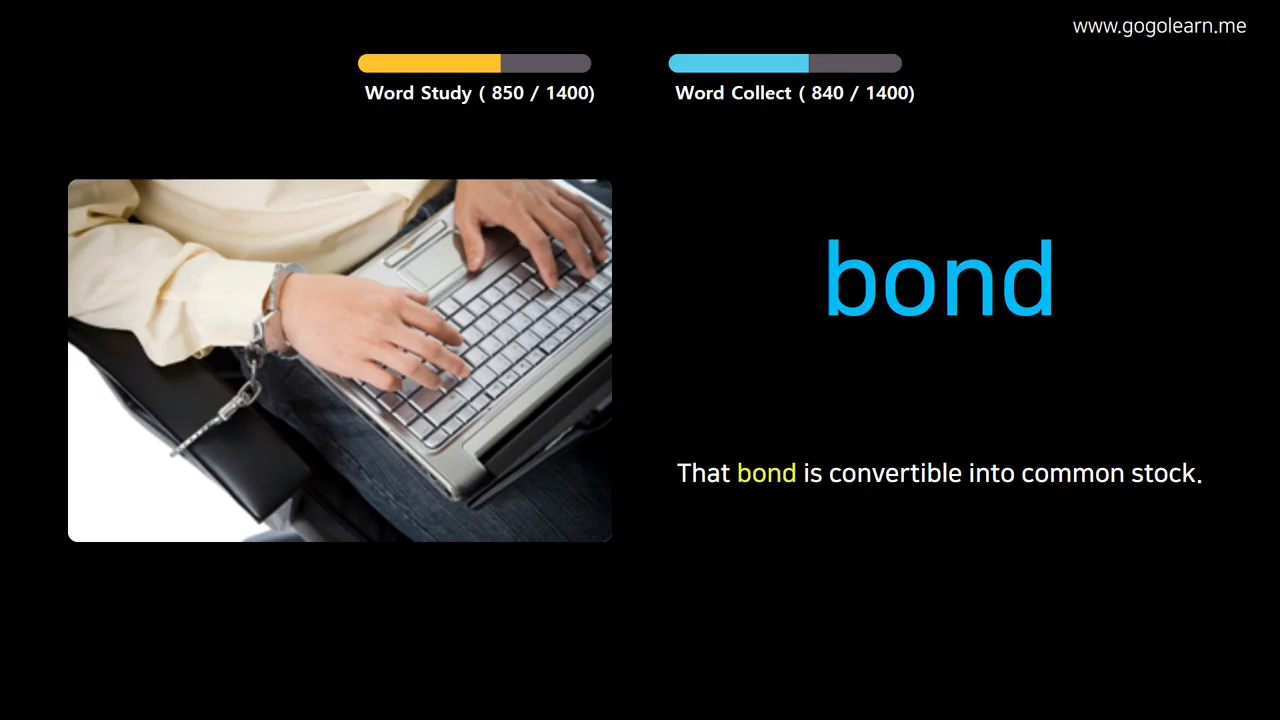 www.gogolearn.me
Word Study ( 850 / 1400)
Word Collect ( 840 / 1400)
bond
That bond is convertible into common stock.